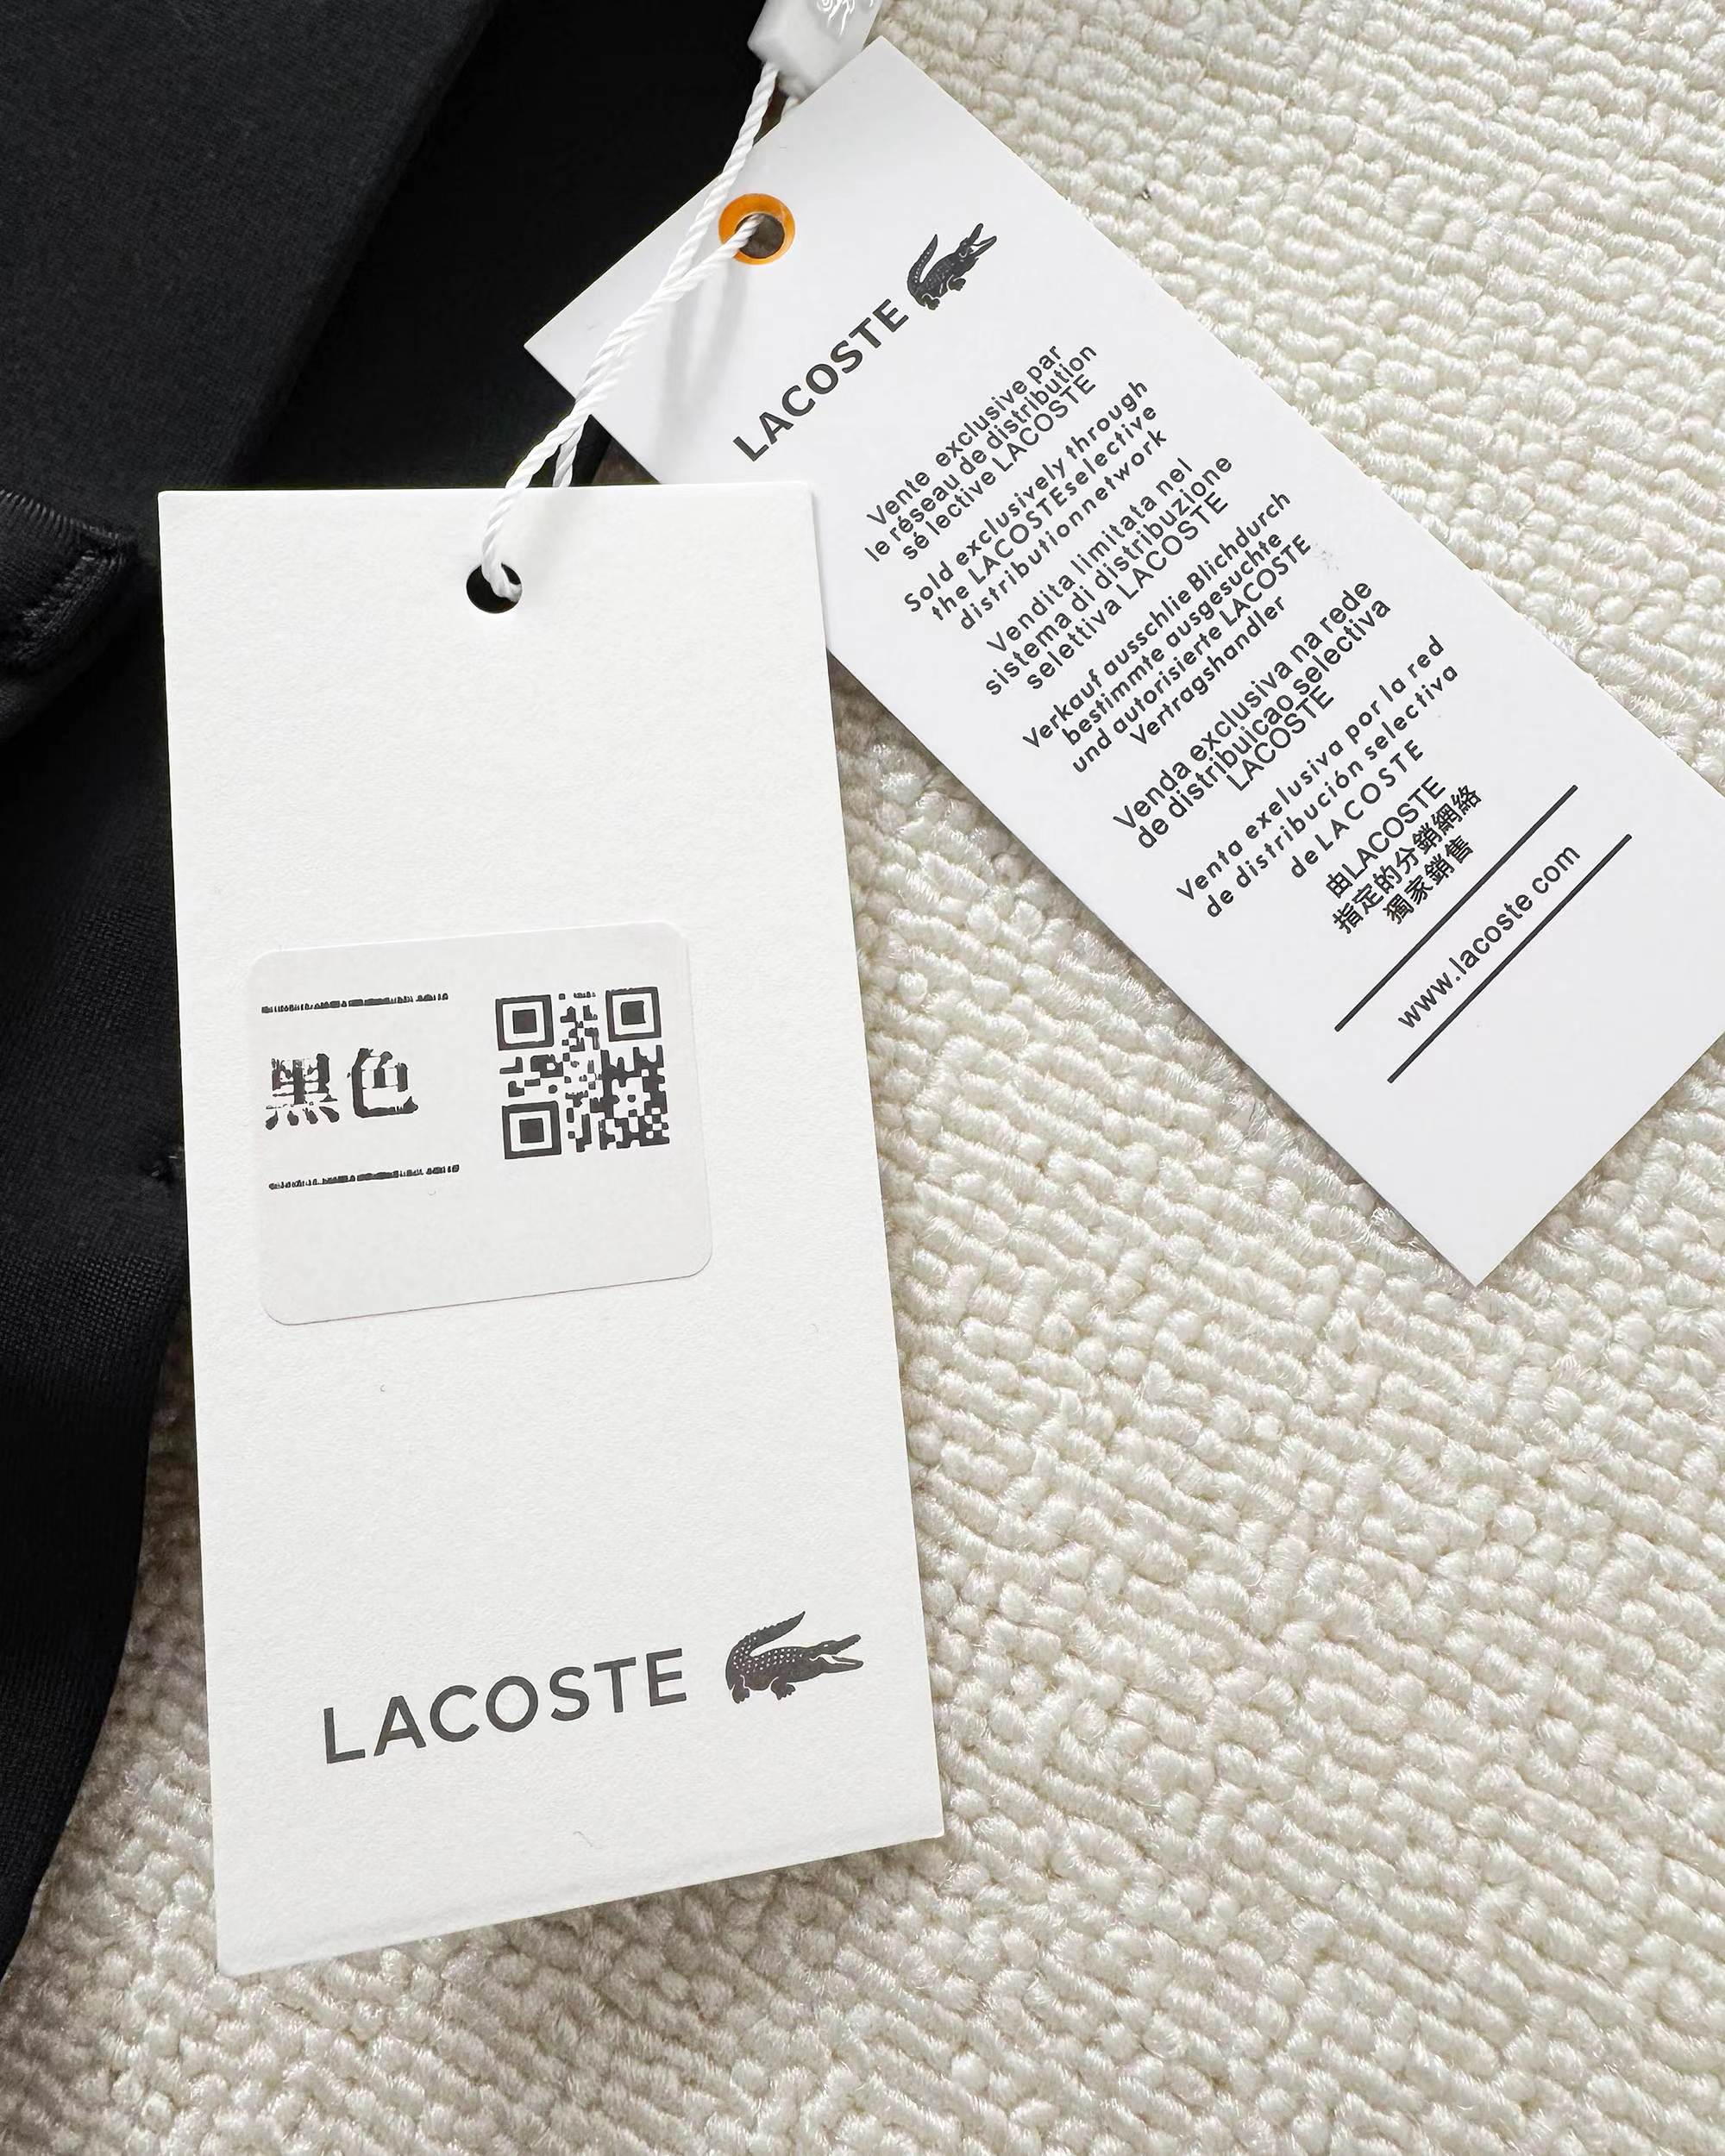 LACOSTE
Vente exclusive par
le réseau de distribution
sé lective LACOSTE
Sold exclusively through
the LACOSTEselective
distributionnetwork
Vendita limitata nel
sistema di distribuzione
selettiva LACOSTE
Verkauf ausschlie Blichdurch
bestimmte ausgesuchte
und autorisierte LACOSTE
Vertragshandler
Venda exclusiva na rede
de distribuicao selectiva
LACOSTE
Venta exelusiva por la red
de distribución selectiva
de LACOSTE
由LACOSTE
指定的分銷網絡
獨家銷售
www.lacoste.com
黑色
LACOSTE